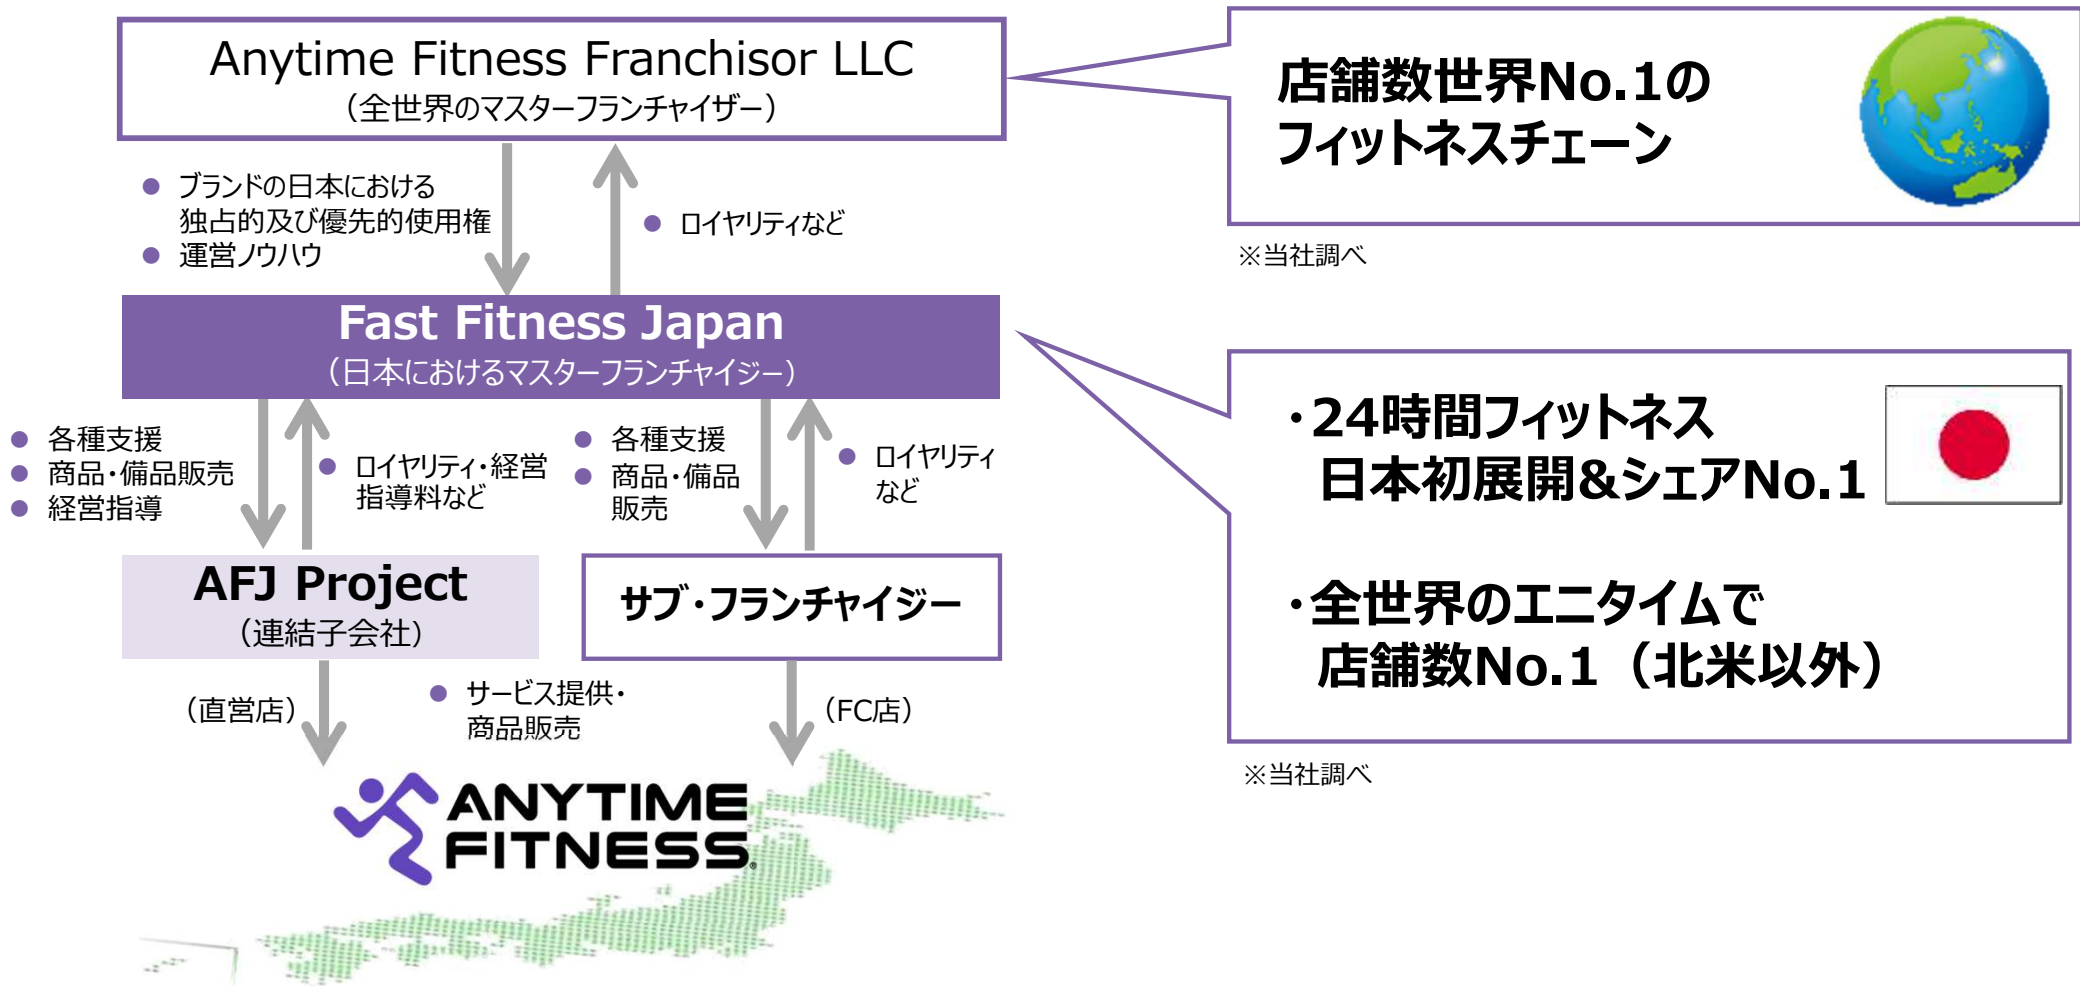 Anytime Fitness Franchisor LLC
（全世界のマスターフランチャイザー）
店舗数世界No.1の
フィットネスチェーン
※当社調べ
● ブランドの日本における
独占的及び優先的使用権
● 運営ノウハウ
● ロイヤリティなど
Fast Fitness Japan
（日本におけるマスターフランチャイジー）
● 各種支援
● 商品・備品販売
● 経営指導
● ロイヤリティ・経営
指導料など
● 各種支援
● 商品・備品
販売
● ロイヤリティ
など
・24時間フィットネス
日本初展開&シェアNo.1
・全世界のエニタイムで
店舗数No.1（北米以外）
※当社調べ
AFJ Project
（連結子会社）
サブ・フランチャイジー
（直営店）
● サービス提供・
商品販売
（FC店）
ANYTIME
FITNESS®